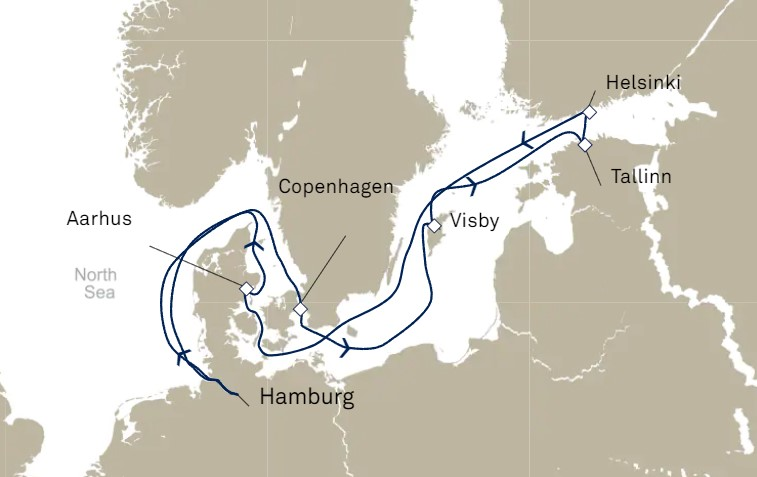 Helsinki
Tallinn
Copenhagen
Aarhus
Visby
North
Sea
Hamburg